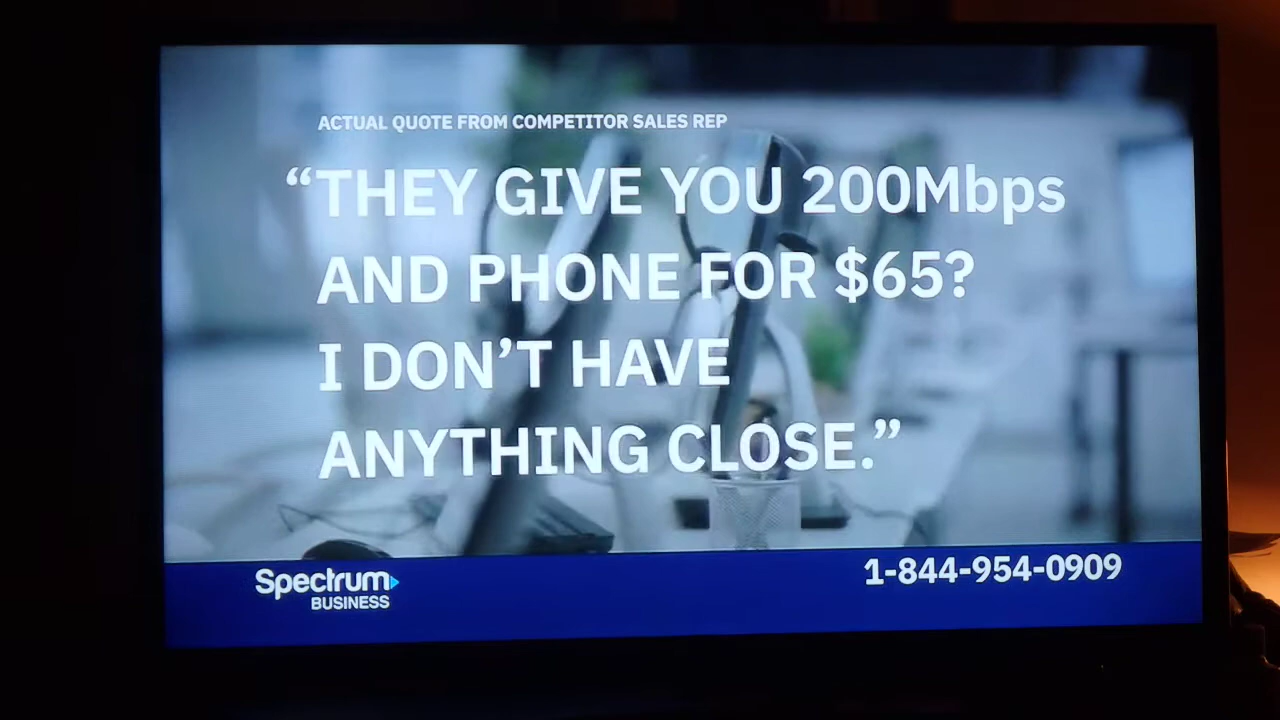 ACTUAL QUOTE FROM COMPETITOR SALES REP
“THEY GIVE YOU 200Mbps
AND PHONE FOR $65?
I DON’T HAVE
ANYTHING CLOSE.”
Spectrum
BUSINESS
1-844-954-0909